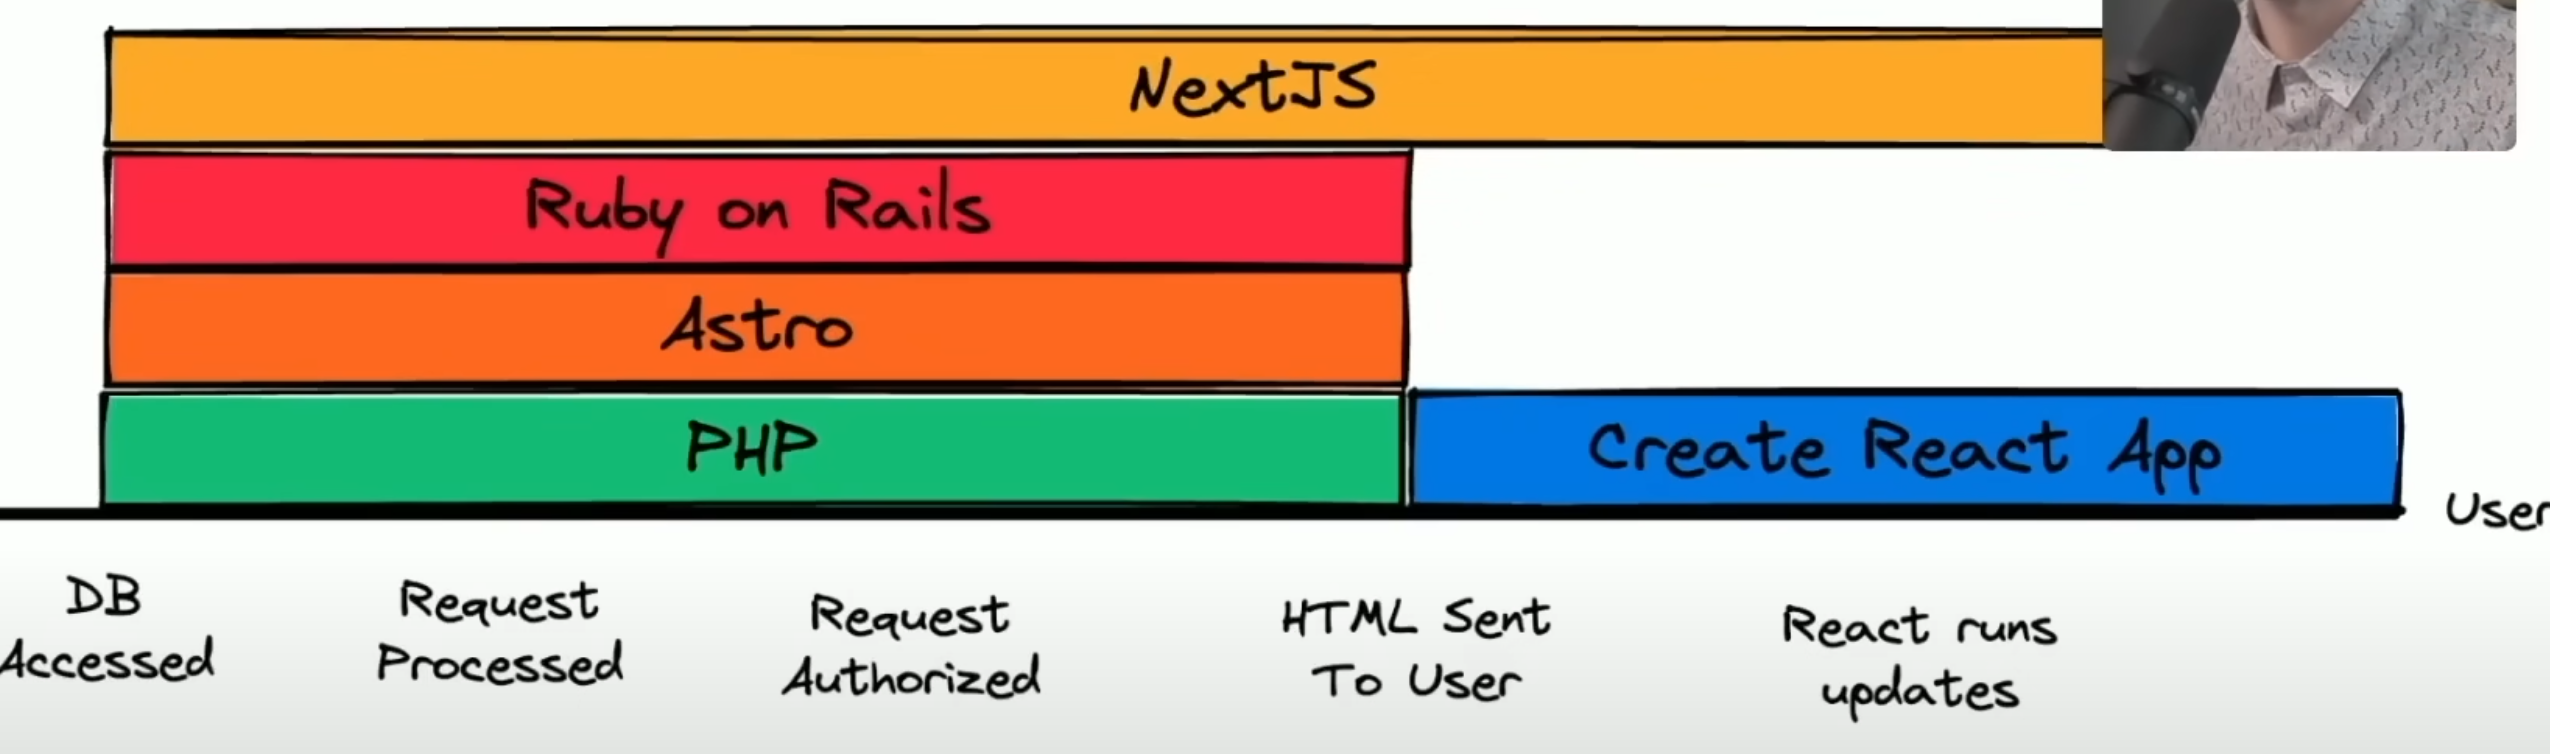 NextJS
Ruby on Rails
Astro
PHP
Create React App
User
DB
Accessed
Request
Processed
Request
Authorized
HTML Sent
To User
React runs
updates